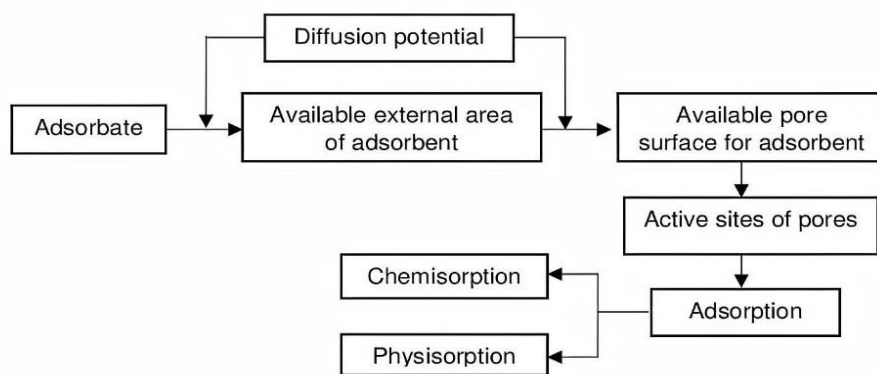 Diffusion potential
Adsorbate
Available external area
of adsorbent
Available pore
surface for adsorbent
Active sites of pores
Chemisorption
Adsorption
Physisorption